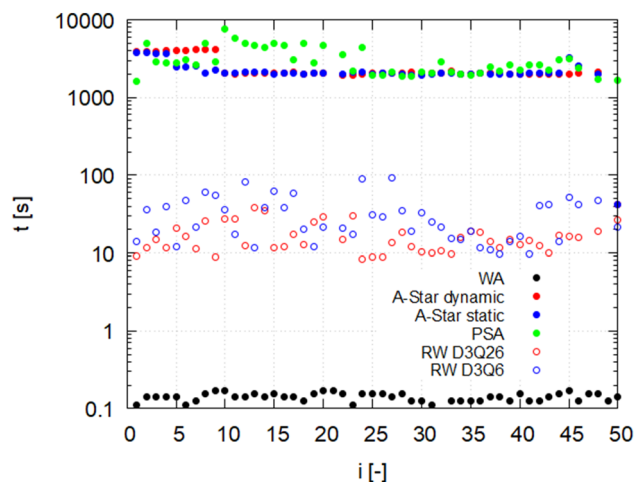 10000
1000
100
10
1
0.1
t [s]
WA
A-Star dynamic
A-Star static
PSA
RW D3Q26
RW D3Q6
0 5 10 15 20 25 30 35 40 45 50
i [-]